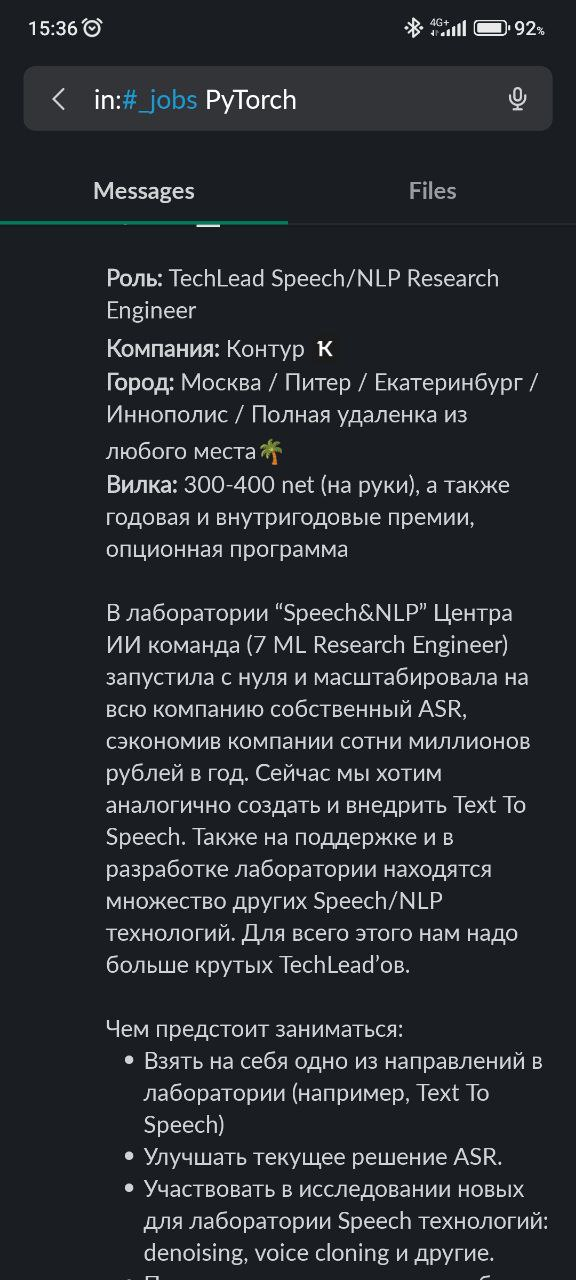 15:36 4G+ 92%
in:#_jobs PyTorch
Messages Files
Роль: TechLead Speech/NLP Research
Engineer
Компания: Контур K
Город: Москва / Питер / Екатеринбург /
Иннополис / Полная удаленка из
любого места🌴
Вилка: 300-400 net (на руки), а также
годовая и внутригодовые премии,
опционная программа
В лаборатории “Speech&NLP” Центра
ИИ команда (7 ML Research Engineer)
запустила с нуля и масштабировала на
всю компанию собственный ASR,
сэкономив компании сотни миллионов
рублей в год. Сейчас мы хотим
аналогично создать и внедрить Text To
Speech. Также на поддержке и в
разработке лаборатории находятся
множество других Speech/NLP
технологий. Для всего этого нам надо
больше крутых TechLead’ов.
Чем предстоит заниматься:
• Взять на себя одно из направлений в
лаборатории (например, Text To
Speech)
• Улучшать текущее решение ASR.
• Участвовать в исследовании новых
для лаборатории Speech технологий:
denoising, voice cloning и другие.